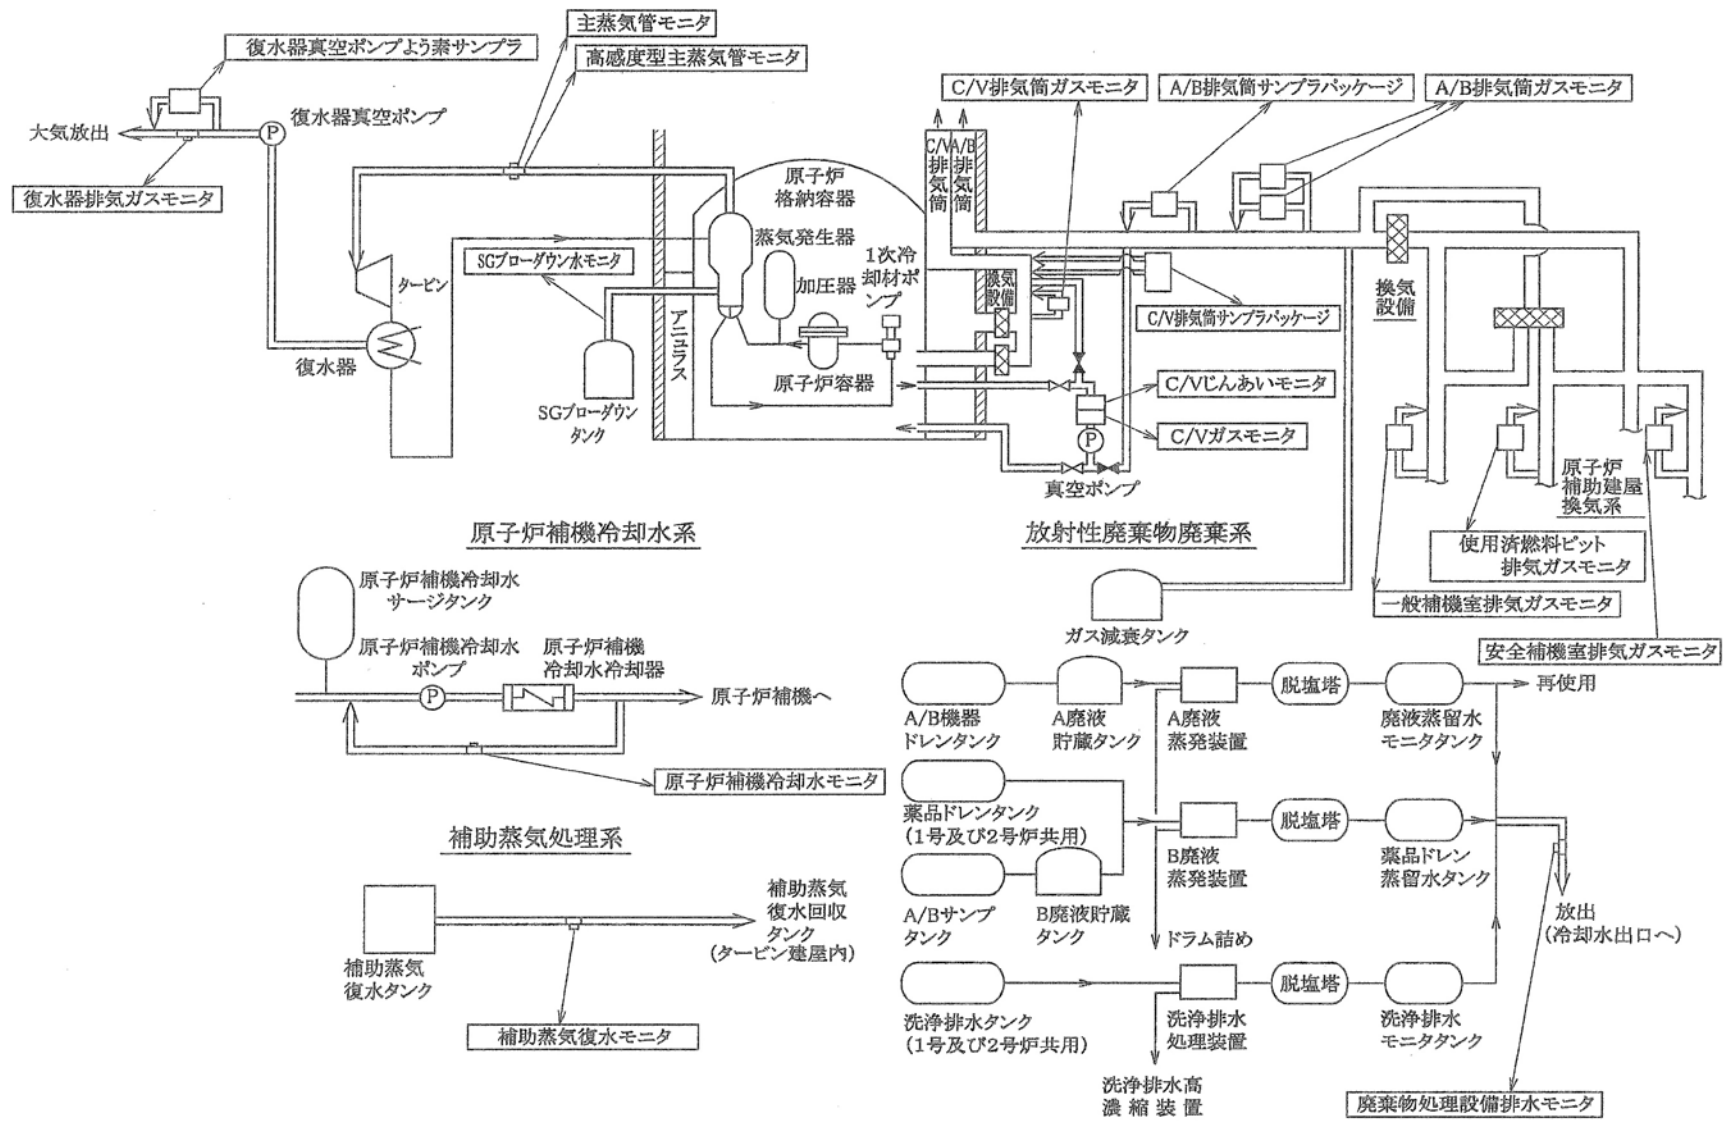 主蒸気管モニタ
復水器真空ポンプよう素サンプラ
高感度型主蒸気管モニタ
C/V排気筒ガスモニタ
A/B排気筒サンプラパッケージ
A/B排気筒ガスモニタ
復水器真空ポンプ
P
大気放出
復水器排気ガスモニタ
C/V排気筒
A/B排気筒
原子炉
格納容器
蒸気発生器
SGブローダウン水モニタ
1次冷
却材ポ
ンプ
加圧器
タービン
換気
設備
換気
設備
C/V排気筒サンプラパッケージ
アニュラス
復水器
原子炉容器
C/Vじんあいモニタ
SGブローダウン
タンク
C/Vガスモニタ
P
真空ポンプ
原子炉
補助建屋
換気系
原子炉補機冷却水系
放射性廃棄物廃棄系
使用済燃料ピット
排気ガスモニタ
一般補機室排気ガスモニタ
安全補機室排気ガスモニタ
原子炉補機冷却水
サージタンク
原子炉補機冷却水
ポンプ
原子炉補機
冷却水冷却器
P
原子炉補機へ
原子炉補機冷却水モニタ
ガス減衰タンク
脱塩塔
再使用
A/B機器
ドレンタンク
A廃液
貯蔵タンク
A廃液
蒸発装置
廃液蒸留水
モニタタンク
薬品ドレンタンク
(1号及び2号炉共用)
脱塩塔
B廃液
蒸発装置
薬品ドレン
蒸留水タンク
補助蒸気処理系
補助蒸気
復水回収
タンク
(タービン建屋内)
補助蒸気
復水タンク
補助蒸気復水モニタ
A/Bサンプ
タンク
B廃液貯蔵
タンク
ドラム詰め
放出
(冷却水出口へ)
脱塩塔
洗浄排水タンク
(1号及び2号炉共用)
洗浄排水
処理装置
洗浄排水
モニタタンク
洗浄排水高
濃縮装置
廃棄物処理設備排水モニタ